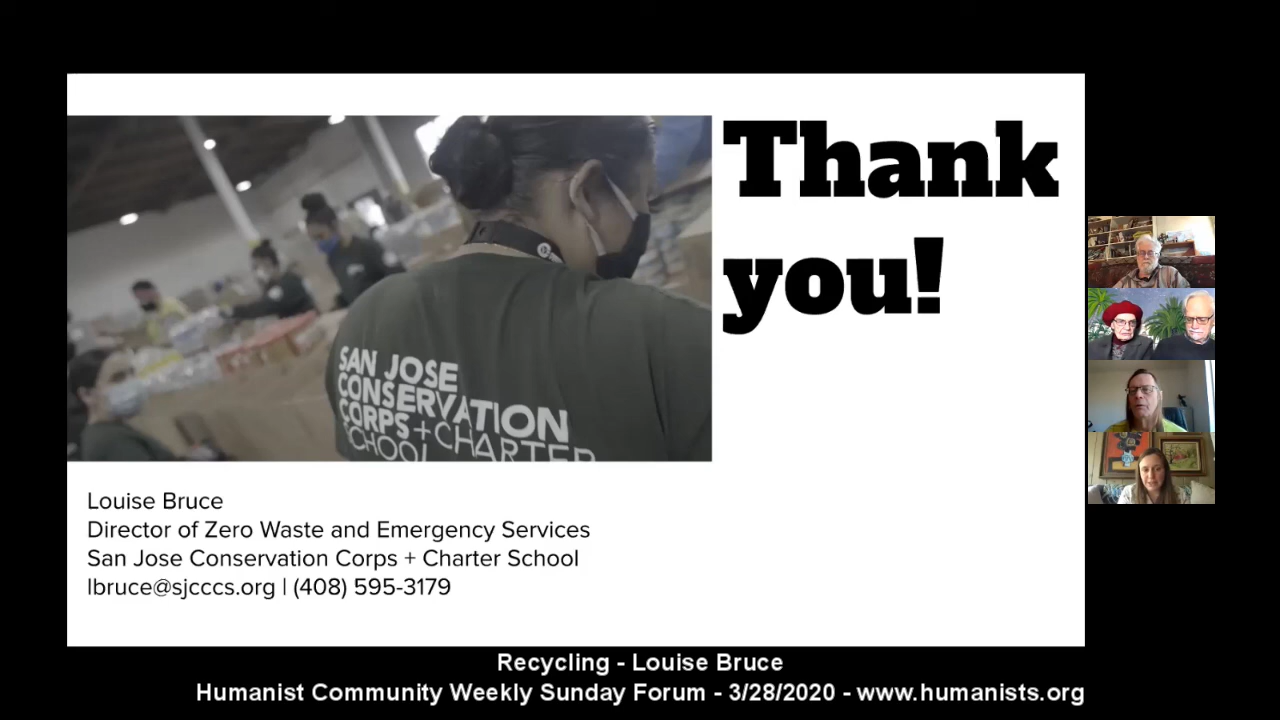 Thank
you!
SAN JOSE
CONSERVATION
CORPS + CHARTER
SCHOOL
Louise Bruce
Director of Zero Waste and Emergency Services
San Jose Conservation Corps + Charter School
lbruce@sjcccs.org | (408) 595-3179
Recycling - Louise Bruce
Humanist Community Weekly Sunday Forum - 3/28/2020 - www.humanists.org